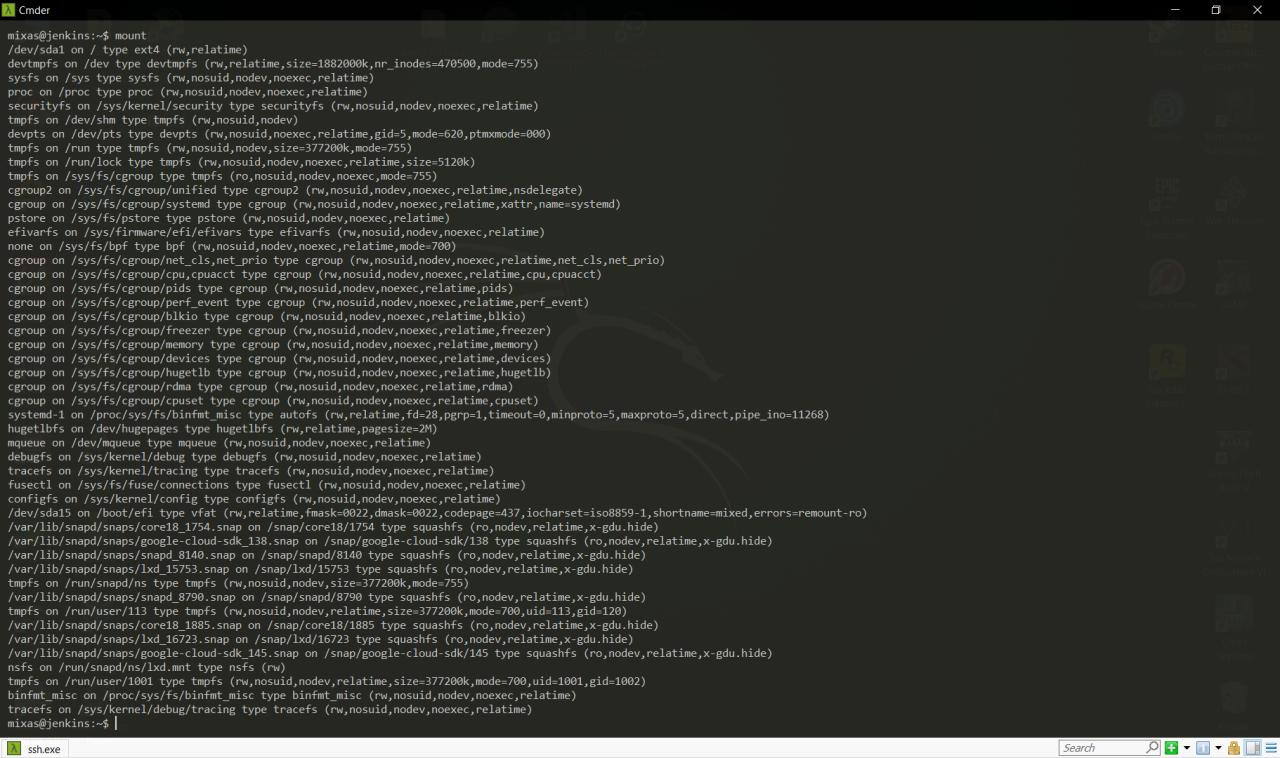 Cmder
mixas@jenkins:~$ mount
/dev/sda1 on / type ext4 (rw,relatime)
devtmpfs on /dev type devtmpfs (rw,relatime,size=1882000k,nr_inodes=470500,mode=755)
sysfs on /sys type sysfs (rw,nosuid,nodev,noexec,relatime)
proc on /proc type proc (rw,nosuid,nodev,noexec,relatime)
securityfs on /sys/kernel/security type securityfs (rw,nosuid,nodev,noexec,relatime)
tmpfs on /dev/shm type tmpfs (rw,nosuid,nodev)
devpts on /dev/pts type devpts (rw,nosuid,noexec,relatime,gid=5,mode=620,ptmxmode=000)
tmpfs on /run type tmpfs (rw,nosuid,nodev,size=377200k,mode=755)
tmpfs on /run/lock type tmpfs (rw,nosuid,nodev,noexec,relatime,size=5120k)
tmpfs on /sys/fs/cgroup type tmpfs (ro,nosuid,nodev,noexec,mode=755)
cgroup2 on /sys/fs/cgroup/unified type cgroup2 (rw,nosuid,nodev,noexec,relatime,nsdelegate)
cgroup on /sys/fs/cgroup/systemd type cgroup (rw,nosuid,nodev,noexec,relatime,xattr,name=systemd)
pstore on /sys/fs/pstore type pstore (rw,nosuid,nodev,noexec,relatime)
efivarfs on /sys/firmware/efi/efivars type efivarfs (rw,nosuid,nodev,noexec,relatime)
none on /sys/fs/bpf type bpf (rw,nosuid,nodev,noexec,relatime,mode=700)
cgroup on /sys/fs/cgroup/net_cls,net_prio type cgroup (rw,nosuid,nodev,noexec,relatime,net_cls,net_prio)
cgroup on /sys/fs/cgroup/cpu,cpuacct type cgroup (rw,nosuid,nodev,noexec,relatime,cpu,cpuacct)
cgroup on /sys/fs/cgroup/pids type cgroup (rw,nosuid,nodev,noexec,relatime,pids)
cgroup on /sys/fs/cgroup/perf_event type cgroup (rw,nosuid,nodev,noexec,relatime,perf_event)
cgroup on /sys/fs/cgroup/blkio type cgroup (rw,nosuid,nodev,noexec,relatime,blkio)
cgroup on /sys/fs/cgroup/freezer type cgroup (rw,nosuid,nodev,noexec,relatime,freezer)
cgroup on /sys/fs/cgroup/memory type cgroup (rw,nosuid,nodev,noexec,relatime,memory)
cgroup on /sys/fs/cgroup/devices type cgroup (rw,nosuid,nodev,noexec,relatime,devices)
cgroup on /sys/fs/cgroup/hugetlb type cgroup (rw,nosuid,nodev,noexec,relatime,hugetlb)
cgroup on /sys/fs/cgroup/rdma type cgroup (rw,nosuid,nodev,noexec,relatime,rdma)
cgroup on /sys/fs/cgroup/cpuset type cgroup (rw,nosuid,nodev,noexec,relatime,cpuset)
systemd-1 on /proc/sys/fs/binfmt_misc type autofs (rw,relatime,fd=28,pgrp=1,timeout=0,minproto=5,maxproto=5,direct,pipe_ino=11268)
hugetlbfs on /dev/hugepages type hugetlbfs (rw,relatime,pagesize=2M)
mqueue on /dev/mqueue type mqueue (rw,nosuid,nodev,noexec,relatime)
debugfs on /sys/kernel/debug type debugfs (rw,nosuid,nodev,noexec,relatime)
tracefs on /sys/kernel/tracing type tracefs (rw,nosuid,nodev,noexec,relatime)
fusectl on /sys/fs/fuse/connections type fusectl (rw,nosuid,nodev,noexec,relatime)
configfs on /sys/kernel/config type configfs (rw,nosuid,nodev,noexec,relatime)
/dev/sda15 on /boot/efi type vfat (rw,relatime,fmask=0022,dmask=0022,codepage=437,iocharset=iso8859-1,shortname=mixed,errors=remount-ro)
/var/lib/snapd/snaps/core18_1754.snap on /snap/core18/1754 type squashfs (ro,nodev,relatime,x-gdu.hide)
/var/lib/snapd/snaps/google-cloud-sdk_138.snap on /snap/google-cloud-sdk/138 type squashfs (ro,nodev,relatime,x-gdu.hide)
/var/lib/snapd/snaps/snapd_8140.snap on /snap/snapd/8140 type squashfs (ro,nodev,relatime,x-gdu.hide)
/var/lib/snapd/snaps/lxd_15753.snap on /snap/lxd/15753 type squashfs (ro,nodev,relatime,x-gdu.hide)
tmpfs on /run/snapd/ns type tmpfs (rw,nosuid,nodev,size=377200k,mode=755)
/var/lib/snapd/snaps/snapd_8790.snap on /snap/snapd/8790 type squashfs (ro,nodev,relatime,x-gdu.hide)
tmpfs on /run/user/113 type tmpfs (rw,nosuid,nodev,relatime,size=377200k,mode=700,uid=113,gid=120)
/var/lib/snapd/snaps/core18_1885.snap on /snap/core18/1885 type squashfs (ro,nodev,relatime,x-gdu.hide)
/var/lib/snapd/snaps/lxd_16723.snap on /snap/lxd/16723 type squashfs (ro,nodev,relatime,x-gdu.hide)
/var/lib/snapd/snaps/google-cloud-sdk_145.snap on /snap/google-cloud-sdk/145 type squashfs (ro,nodev,relatime,x-gdu.hide)
nsfs on /run/snapd/ns/lxd.mnt type nsfs (rw)
tmpfs on /run/user/1001 type tmpfs (rw,nosuid,nodev,relatime,size=377200k,mode=700,uid=1001,gid=1002)
binfmt_misc on /proc/sys/fs/binfmt_misc type binfmt_misc (rw,nosuid,nodev,noexec,relatime)
tracefs on /sys/kernel/debug/tracing type tracefs (rw,nosuid,nodev,noexec,relatime)
mixas@jenkins:~$
ssh.exe
Search